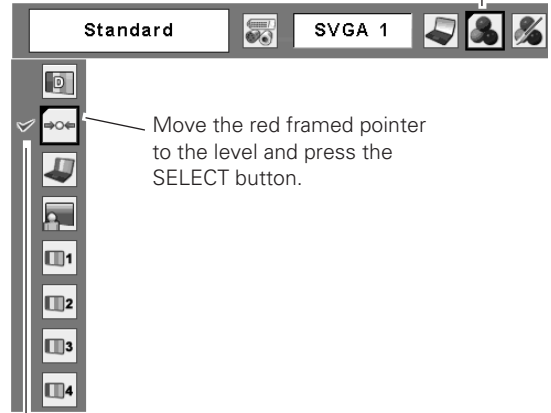 Standard
SVGA 1
D
Move the red framed pointer
to the level and press the
SELECT button.
1
2
3
4